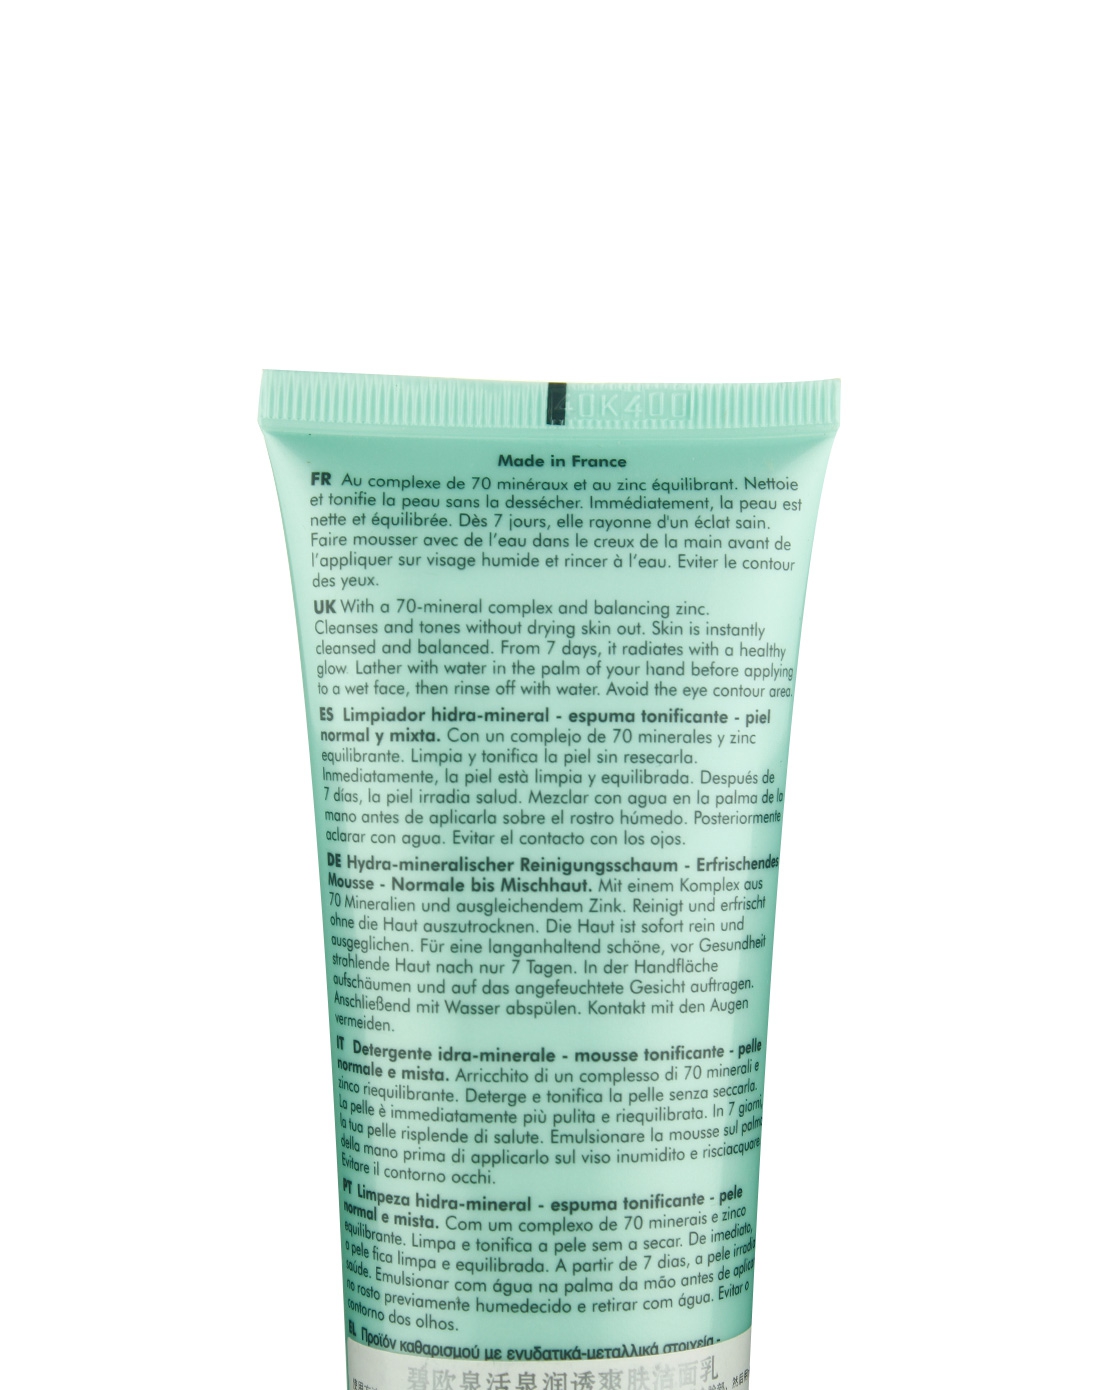 40K400
Made in France
FR Au complexe de 70 minéraux et au zinc équilibrant. Nettoie
et tonifie la peau sans la dessécher. Immédiatement, la peau est
nette et équilibrée. Dès 7 jours, elle rayonne d'un éclat sain.
Faire mousser avec de l'eau dans le creux de la main avant de
l'appliquer sur visage humide et rincer à l'eau. Eviter le contour
des yeux.
UK With a 70-mineral complex and balancing zinc.
Cleanses and tones without drying skin out. Skin is instantly
cleansed and balanced. From 7 days, it radiates with a healthy
glow. Lather with water in the palm of your hand before applying
to a wet face, then rinse off with water. Avoid the eye contour area.
ES Limpiador hidra-mineral - espuma tonificante - piel
normal y mixta. Con un complejo de 70 minerales y zinc
equilibrante. Limpia y tonifica la piel sin resecarla.
Inmediatamente, la piel està limpia y equilibrada. Después de
7 días, la piel irradia salud. Mezclar con agua en la palma de la
mano antes de aplicarla sobre el rostro húmedo. Posteriormente
aclarar con agua. Evitar el contacto con los ojos.
DE Hydra-mineralischer Reinigungsschaum - Erfrischendes
Mousse - Normale bis Mischhaut. Mit einem Komplex aus
70 Mineralien und ausgleichendem Zink. Reinigt und erfrischt
ohne die Haut auszutrocknen. Die Haut ist sofort rein und
ausgeglichen. Für eine langanhaltend schöne, vor Gesundheit
strahlende Haut nach nur 7 Tagen. In der Handfläche
aufschäumen und auf das angefeuchtete Gesicht auftragen.
Anschließend mit Wasser abspülen. Kontakt mit den Augen
vermeiden.
IT Detergente idra-minerale - mousse tonificante - pelle
normale e mista. Arricchito di un complesso di 70 minerali e
zinco riequilibrante. Deterge e tonifica la pelle senza seccarla.
La pelle è immediatamente più pulita e riequilibrata. In 7 giorni,
la tua pelle risplende di salute. Emulsionare la mousse sul palmo
della mano prima di applicarlo sul viso inumidito e risciacquare.
Evitare il contorno occhi.
PT Limpeza hidra-mineral - espuma tonificante - pele
normal e mista. Com um complexo de 70 minerais e zinco
equilibrante. Limpa e tonifica a pele sem a secar. De imediato,
a pele fica limpa e equilibrada. A partir de 7 dias, a pele irradia
saúde. Emulsionar com água na palma da mão antes de aplicar
no rosto previamente humedecido e retirar com água. Evitar o
contorno dos olhos.
EL Προϊόν καθαρισμού με ενυδατικά-μεταλλικά στοιχεία -
碧欧泉活泉润透爽肤洁面乳